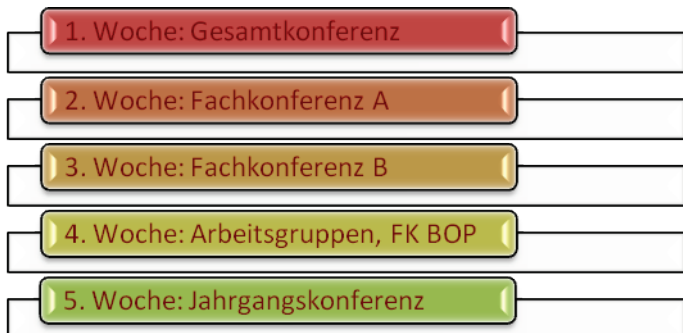 1. Woche: Gesamtkonferenz
2. Woche: Fachkonferenz A
3. Woche: Fachkonferenz B
4. Woche: Arbeitsgruppen, FK BOP
5. Woche: Jahrgangskonferenz